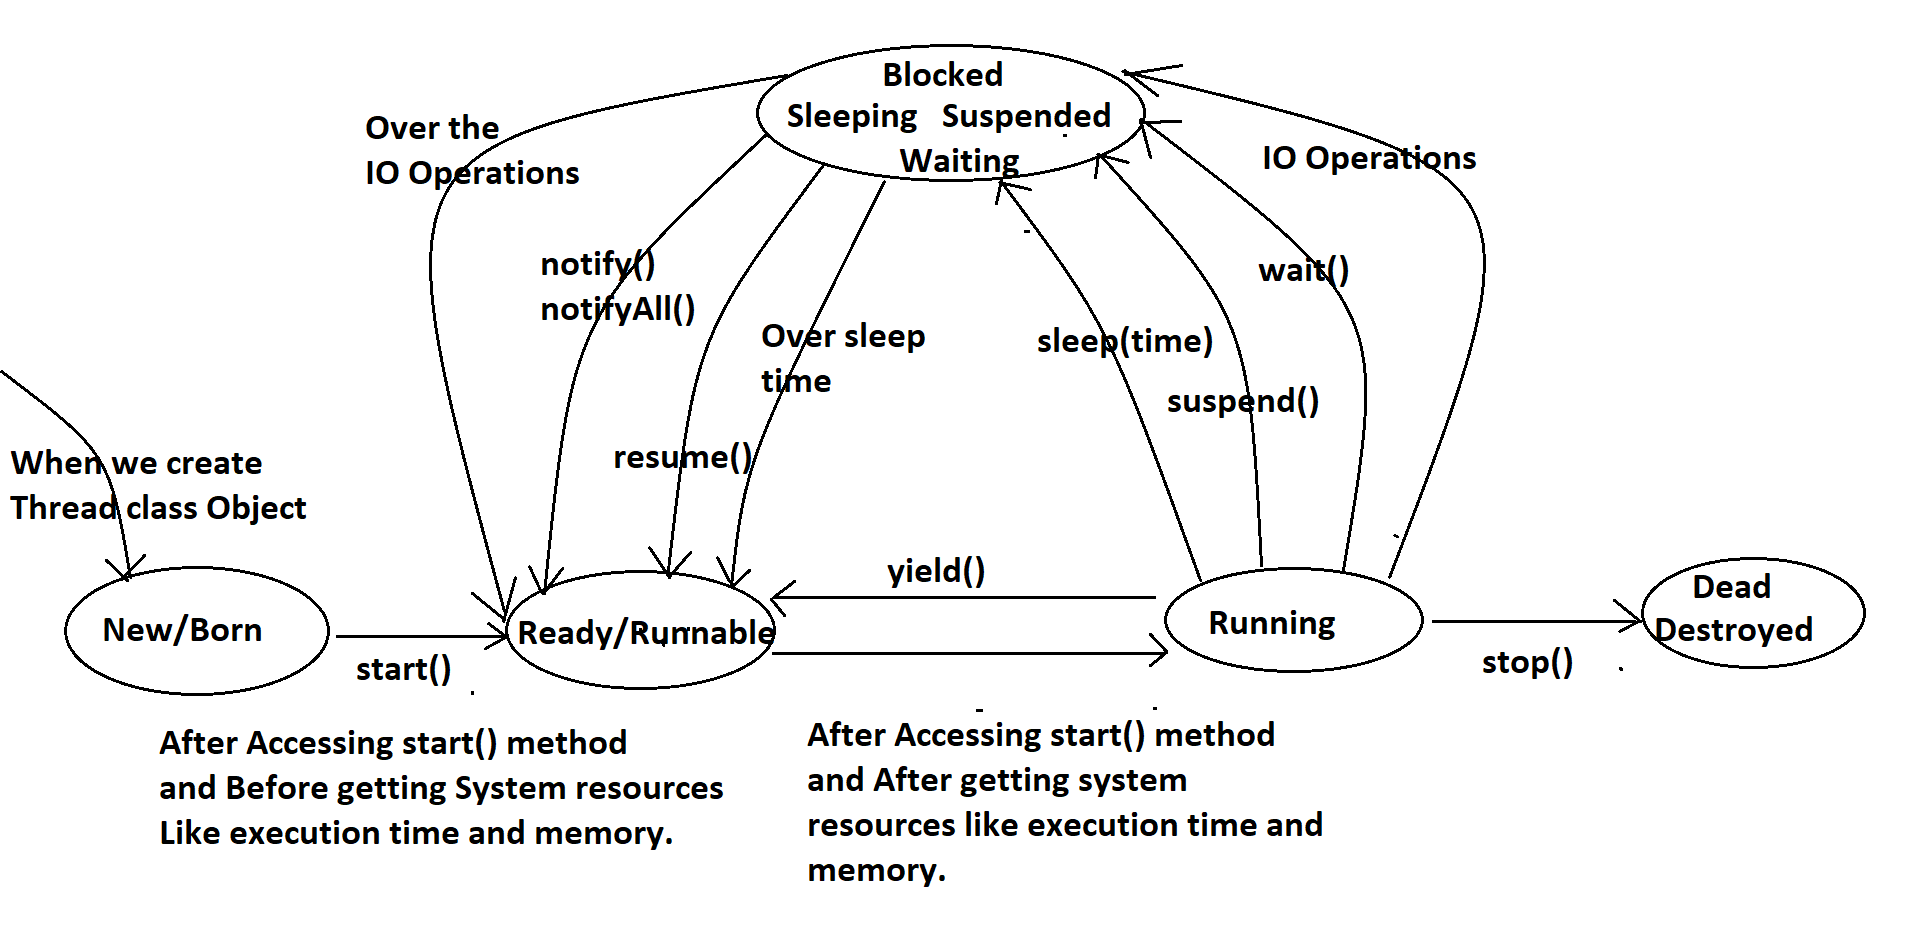 Blocked
Sleeping Suspended
Waiting
Over the
IO Operations
IO Operations
notify()
notifyAll()
wait()
Over sleep
time
sleep(time)
suspend()
resume()
When we create
Thread class Object
yield()
New/Born
start()
Ready/Runnable
Running
stop()
Dead
Destroyed
After Accessing start() method
and Before getting System resources
Like execution time and memory.
After Accessing start() method
and After getting system
resources like execution time and
memory.